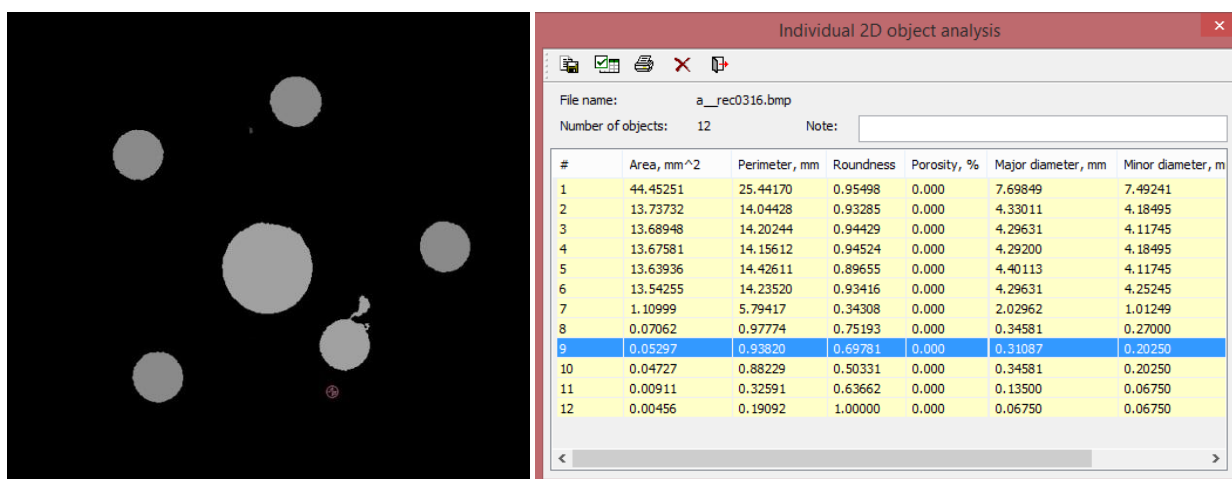 Individual 2D object analysis
File name: a__rec0316.bmp
Number of objects: 12 Note:
# Area, mm^2 Perimeter, mm Roundness Porosity, % Major diameter, mm Minor diameter, m
1 44.45251 25.44170 0.95498 0.000 7.69849 7.49241
2 13.73732 14.04428 0.93285 0.000 4.33011 4.18495
3 13.68948 14.20244 0.94429 0.000 4.29631 4.11745
4 13.67581 14.15612 0.94524 0.000 4.29200 4.18495
5 13.63936 14.42611 0.89655 0.000 4.40113 4.11745
6 13.54255 14.23520 0.93416 0.000 4.29631 4.25245
7 1.10999 5.79417 0.34308 0.000 2.02962 1.01249
8 0.07062 0.97774 0.75193 0.000 0.34581 0.27000
9 0.05297 0.93820 0.69781 0.000 0.31087 0.20250
10 0.04727 0.88229 0.50331 0.000 0.34581 0.20250
11 0.00911 0.32591 0.63662 0.000 0.13500 0.06750
12 0.00456 0.19092 1.00000 0.000 0.06750 0.06750